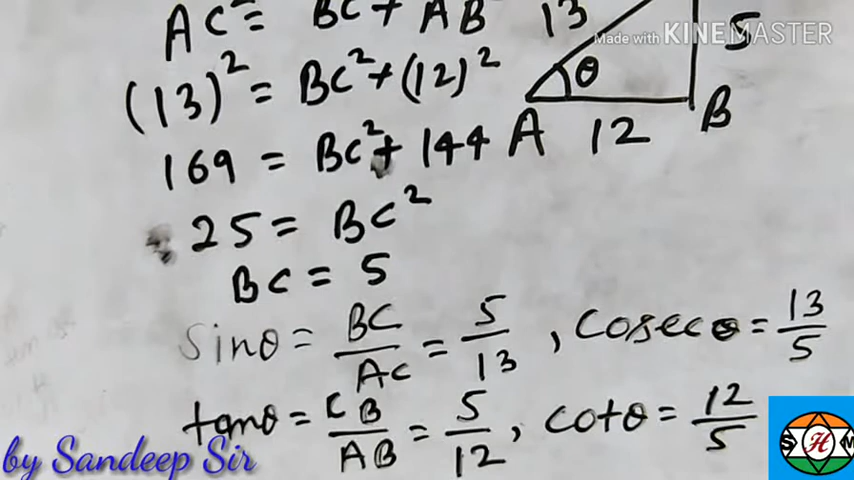 AC² = BC² + AB²
13
Made with KINEMASTER
5
(13)² = BC² + (12)²
θ
169 = BC² + 144
A
12
B
25 = BC²
BC = 5
sinθ = BC/AC = 5/13 , cosecθ = 13/5
tanθ = CB/AB = 5/12 , cotθ = 12/5
by Sandeep Sir
S H M